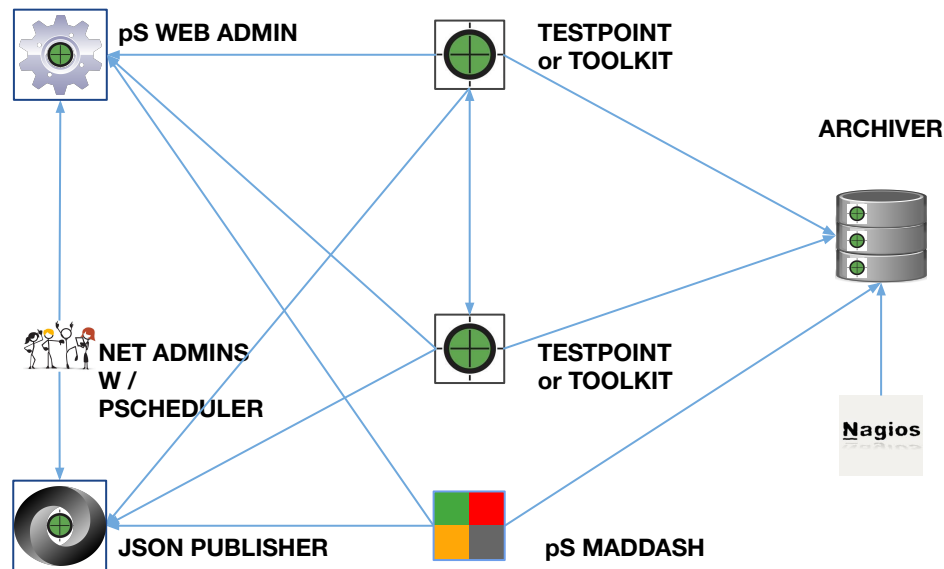 pS WEB ADMIN
TESTPOINT
or TOOLKIT
ARCHIVER
NET ADMINS
W /
PSCHEDULER
TESTPOINT
or TOOLKIT
Nagios
JSON PUBLISHER
pS MADDASH